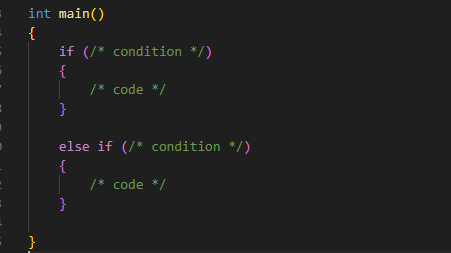 int main()
{
if (/* condition */)
{
/* code */
}
else if (/* condition */)
{
/* code */
}
}